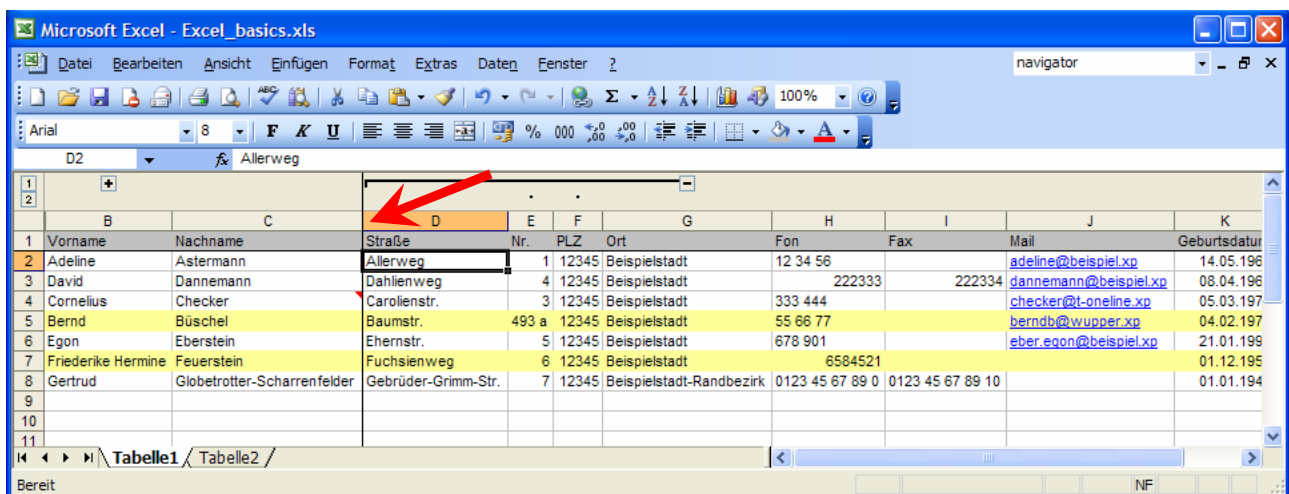 Microsoft Excel - Excel_basics.xls
Datei Bearbeiten Ansicht Einfügen Format Extras Daten Fenster ? navigator
ABC Σ A Z Z A 100% ?
Arial 8 F K U % 000 A
D2 fx Allerweg
1
2
B C D E F G H I J K
1 Vorname Nachname Straße Nr. PLZ Ort Fon Fax Mail Geburtsdatur
2 Adeline Astermann Allerweg 1 12345 Beispielstadt 12 34 56 adeline@beispiel.xp 14.05.196
3 David Dannemann Dahlienweg 4 12345 Beispielstadt 222333 222334 dannemann@beispiel.xp 08.04.196
4 Cornelius Checker Carolienstr. 3 12345 Beispielstadt 333 444 checker@t-oneline.xp 05.03.197
5 Bernd Büschel Baumstr. 493 a 12345 Beispielstadt 55 66 77 berndb@wupper.xp 04.02.197
6 Egon Eberstein Ehernstr. 5 12345 Beispielstadt 678 901 eber.egon@beispiel.xp 21.01.199
7 Friederike Hermine Feuerstein Fuchsienweg 6 12345 Beispielstadt 6584521 01.12.195
8 Gertrud Globetrotter-Scharrenfelder Gebrüder-Grimm-Str. 7 12345 Beispielstadt-Randbezirk 0123 45 67 89 0 0123 45 67 89 10 01.01.194
9
10
11
Tabelle1 Tabelle2
Bereit NF